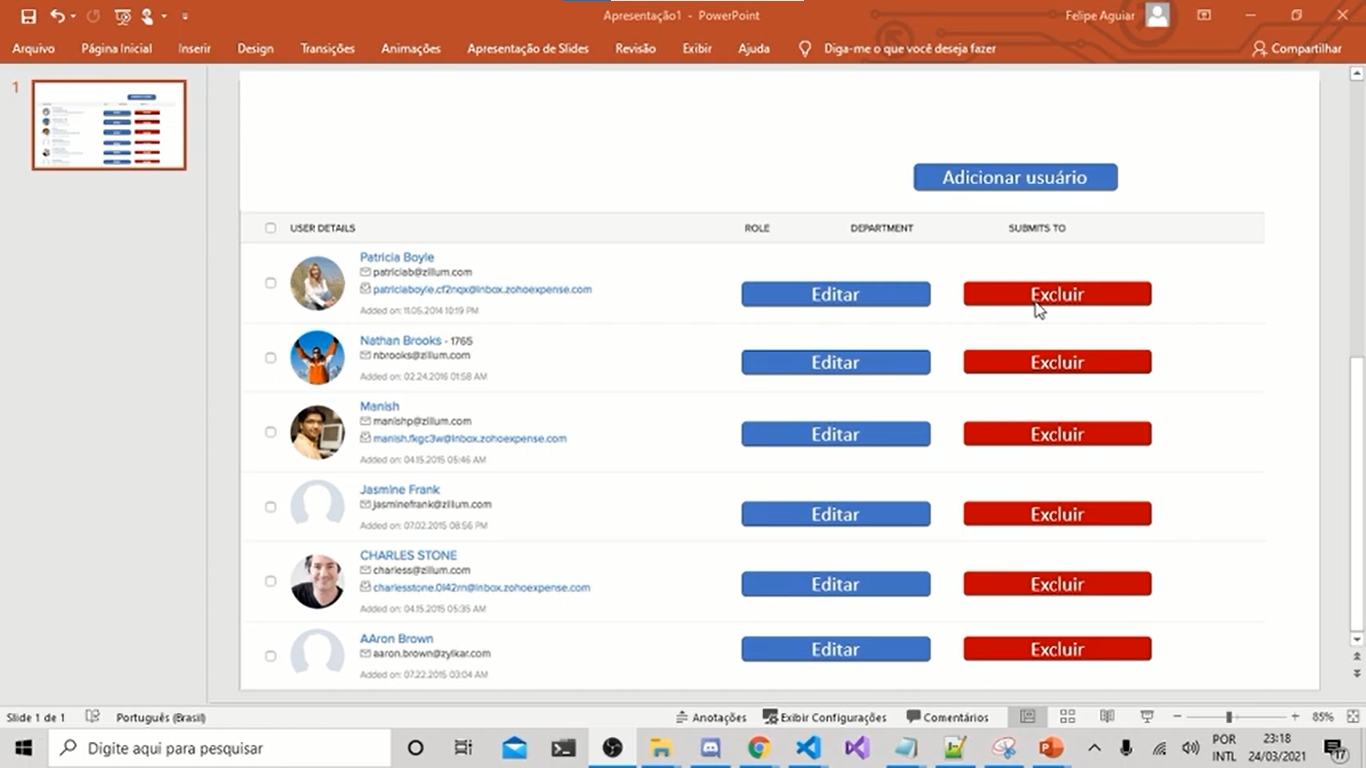 Apresentação1 - PowerPoint
Felipe Aguiar
Arquivo Página Inicial Inserir Design Transições Animações Apresentação de Slides Revisão Exibir Ajuda Diga-me o que você deseja fazer Compartilhar
1
Adicionar usuário
USER DETAILS ROLE DEPARTMENT SUBMITS TO
Patricia Boyle
patriciab@zillum.com
patriciaboyle.cf2nqx@inbox.zohoexpense.com
Added on: 11.05.2014 10:19 PM
Editar Excluir
Nathan Brooks - 1765
nbrooks@zillum.com
Added on: 02.24.2016 01:58 AM
Editar Excluir
Manish
manishp@zillum.com
manish.fkgc3w@inbox.zohoexpense.com
Added on: 04.15.2015 05:46 AM
Editar Excluir
Jasmine Frank
jasminefrank@zillum.com
Added on: 07.02.2015 08:56 PM
Editar Excluir
CHARLES STONE
charless@zillum.com
charlesstone.0l42rn@inbox.zohoexpense.com
Added on: 04.15.2015 05:35 AM
Editar Excluir
AAron Brown
aaron.brown@zylkar.com
Added on: 07.22.2015 03:04 AM
Editar Excluir
Slide 1 de 1 Português (Brasil) Anotações Exibir Configurações Comentários 85%
Digite aqui para pesquisar
POR
INTL
23:18
24/03/2021
17